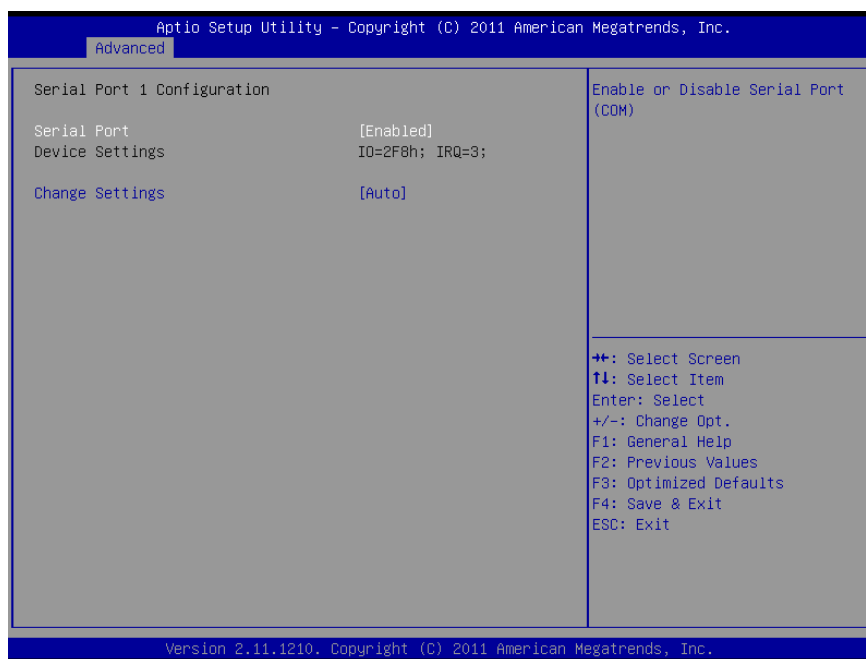 Aptio Setup Utility – Copyright (C) 2011 American Megatrends, Inc.
Advanced
Serial Port 1 Configuration
Serial Port [Enabled]
Device Settings IO=2F8h; IRQ=3;
Change Settings [Auto]
Enable or Disable Serial Port
(COM)
→←: Select Screen
↑↓: Select Item
Enter: Select
+/-: Change Opt.
F1: General Help
F2: Previous Values
F3: Optimized Defaults
F4: Save & Exit
ESC: Exit
Version 2.11.1210. Copyright (C) 2011 American Megatrends, Inc.